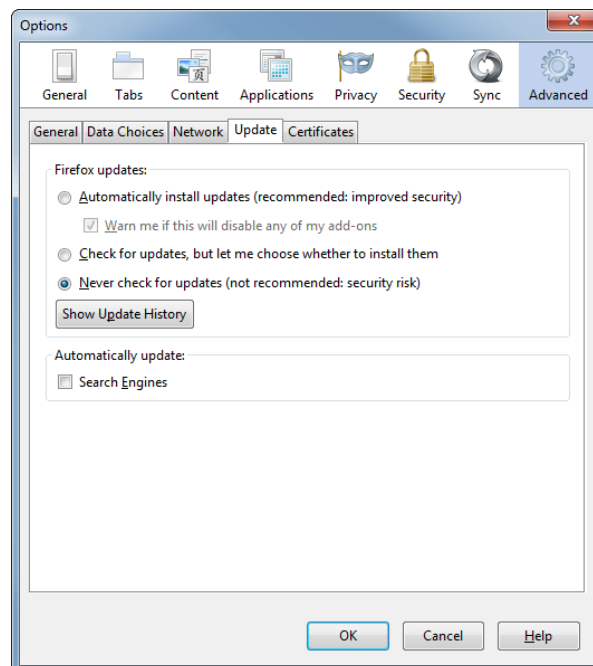 Options
General Tabs Content Applications Privacy Security Sync Advanced
General Data Choices Network Update Certificates
Firefox updates:
Automatically install updates (recommended: improved security)
Warn me if this will disable any of my add-ons
Check for updates, but let me choose whether to install them
Never check for updates (not recommended: security risk)
Show Update History
Automatically update:
Search Engines
OK Cancel Help